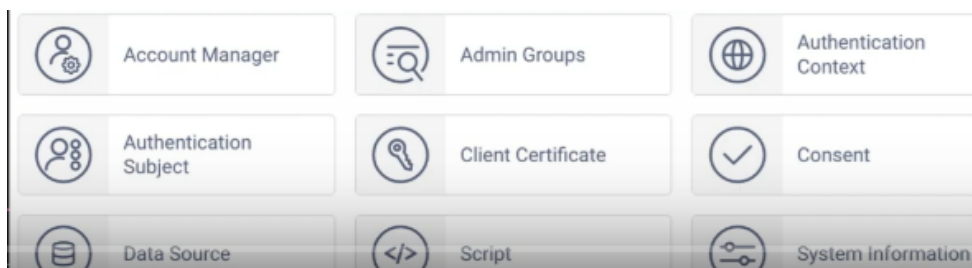 Account Manager
Admin Groups
Authentication
Context
Authentication
Subject
Client Certificate
Consent
Data Source
Script
System Information